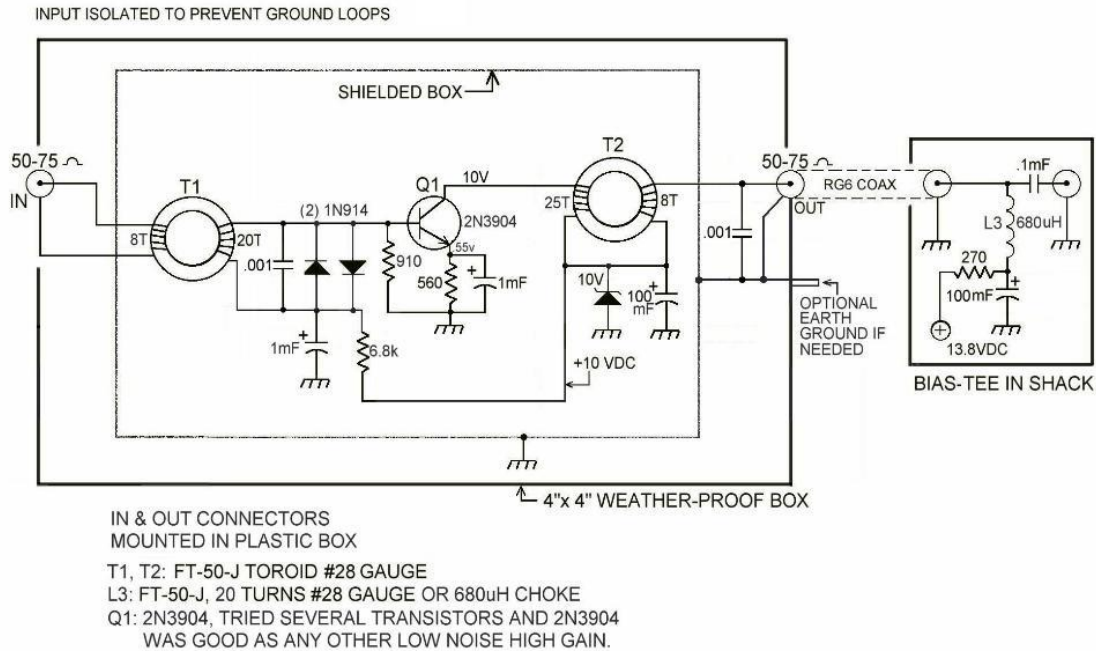 INPUT ISOLATED TO PREVENT GROUND LOOPS
SHIELDED BOX
50-75
IN
T1
8T
20T
(2) 1N914
.001
1mF
+
6.8k
910
Q1
10V
2N3904
.55v
560
+
1mF
T2
25T
8T
10V
+
100
mF
+10 VDC
.001
50-75
OUT
RG6 COAX
OPTIONAL
EARTH
GROUND IF
NEEDED
.1mF
L3
680uH
270
+
100mF
13.8VDC
BIAS-TEE IN SHACK
4"x 4" WEATHER-PROOF BOX
IN & OUT CONNECTORS
MOUNTED IN PLASTIC BOX
T1, T2: FT-50-J TOROID #28 GAUGE
L3: FT-50-J, 20 TURNS #28 GAUGE OR 680uH CHOKE
Q1: 2N3904, TRIED SEVERAL TRANSISTORS AND 2N3904
WAS GOOD AS ANY OTHER LOW NOISE HIGH GAIN.